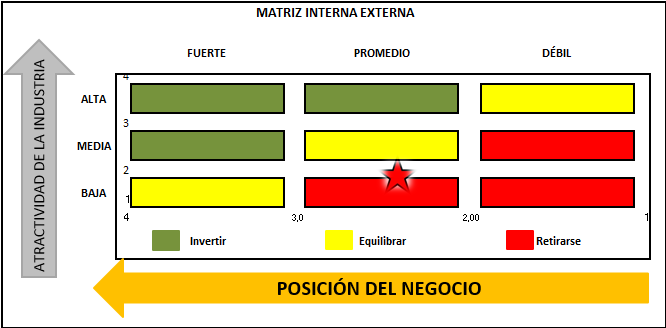 MATRIZ INTERNA EXTERNA
FUERTE PROMEDIO DÉBIL
ATRACTIVIDAD DE LA INDUSTRIA
4
ALTA
3
MEDIA
2
BAJA
1
4 3,0 2,00 1
Invertir Equilibrar Retirarse
POSICIÓN DEL NEGOCIO